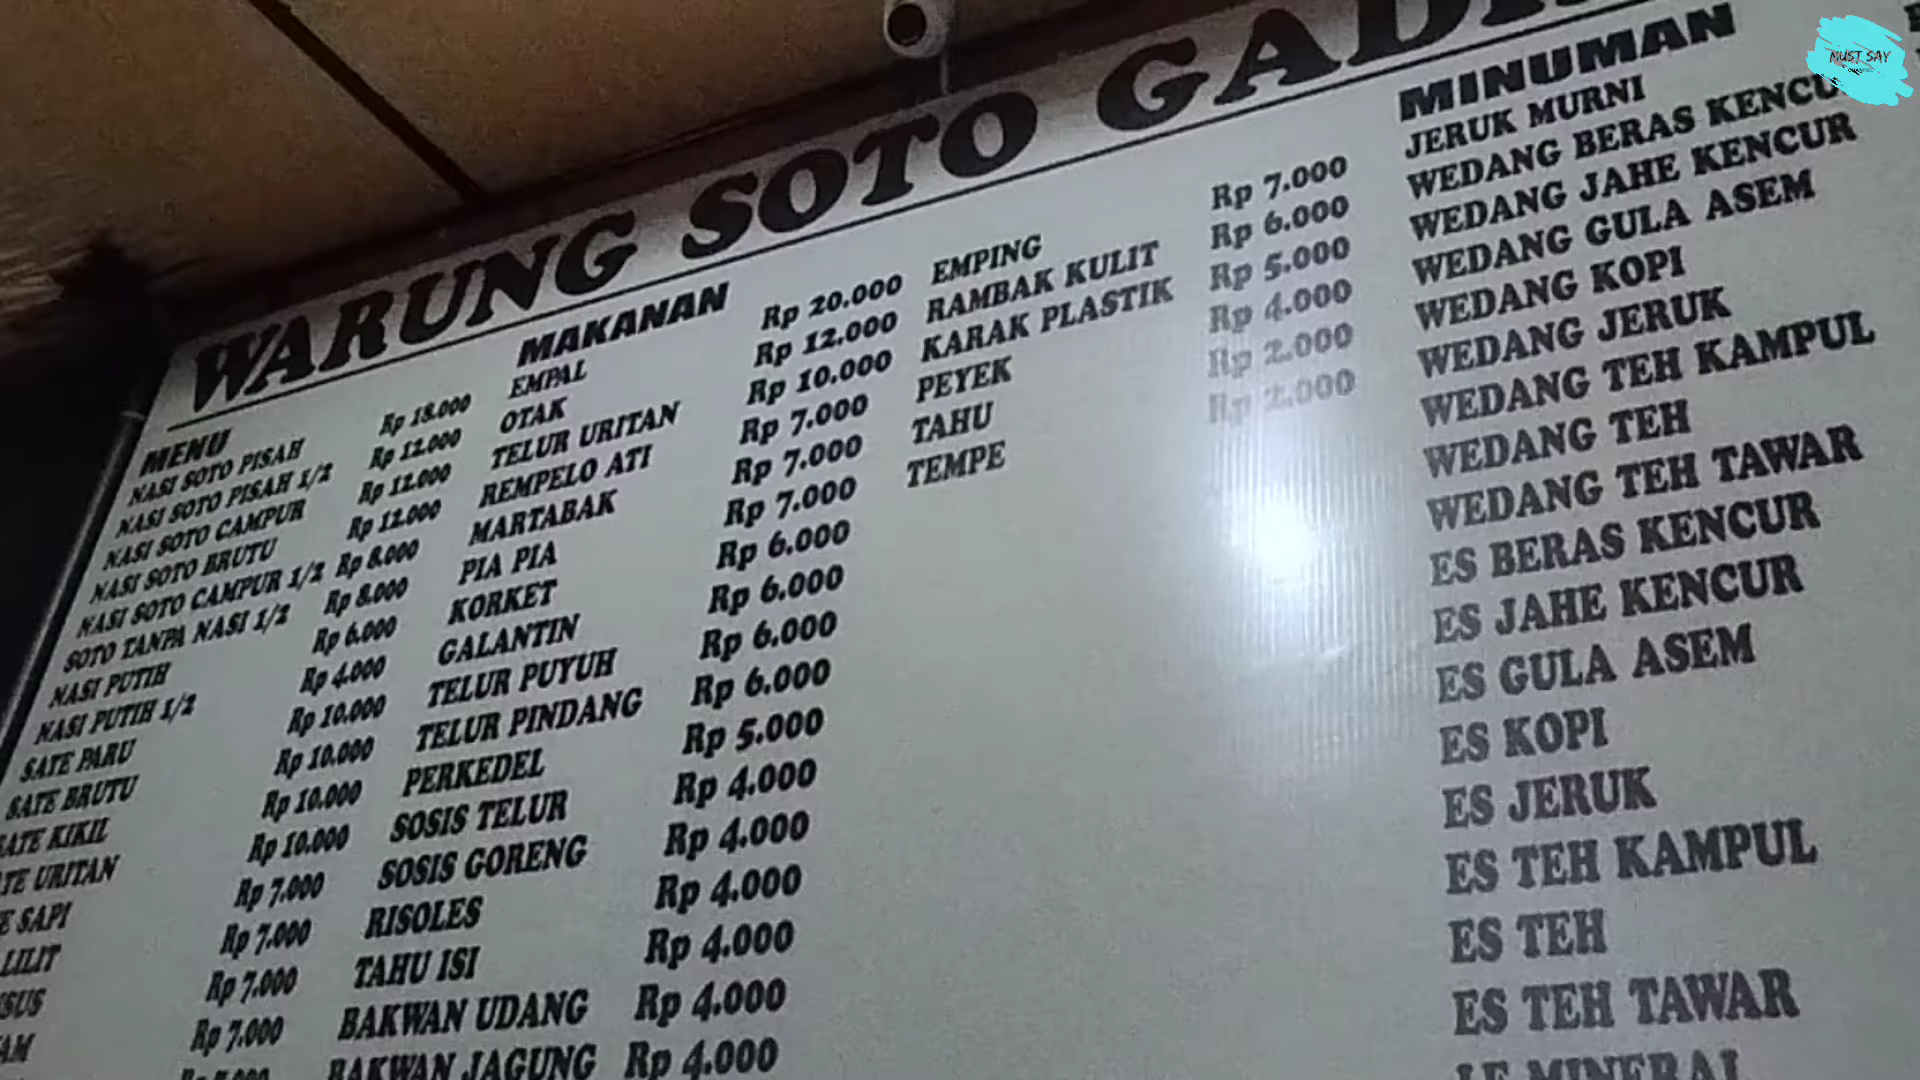 MUST SAY
WARUNG SOTO
MENU
NASI SOTO PISAH Rp 18.000
NASI SOTO PISAH 1/2 Rp 12.000
NASI SOTO CAMPUR Rp 12.000
NASI SOTO BRUTU Rp 12.000
NASI SOTO CAMPUR 1/2 Rp 8.000
SOTO TANPA NASI 1/2 Rp 8.000
NASI PUTIH Rp 6.000
NASI PUTIH 1/2 Rp 4.000
SATE PARU Rp 10.000
SATE BRUTU Rp 10.000
KIKIL Rp 10.000
URITAN Rp 10.000
SAPI Rp 7.000
LILIT Rp 7.000
Rp 7.000
Rp 7.000
MAKANAN
EMPAL Rp 20.000
OTAK Rp 12.000
TELUR URITAN Rp 10.000
REMPELO ATI Rp 7.000
MARTABAK Rp 7.000
PIA PIA Rp 7.000
KORKET Rp 6.000
GALANTIN Rp 6.000
TELUR PUYUH Rp 6.000
TELUR PINDANG Rp 6.000
PERKEDEL Rp 5.000
SOSIS TELUR Rp 4.000
SOSIS GORENG Rp 4.000
RISOLES Rp 4.000
TAHU ISI Rp 4.000
BAKWAN UDANG Rp 4.000
BAKWAN JAGUNG Rp 4.000
EMPING Rp 7.000
RAMBAK KULIT Rp 6.000
KARAK PLASTIK Rp 5.000
PEYEK Rp 4.000
TAHU Rp 2.000
TEMPE Rp 2.000
MINUMAN
JERUK MURNI
WEDANG BERAS
WEDANG JAHE KENCUR
WEDANG GULA ASEM
WEDANG KOPI
WEDANG JERUK
WEDANG TEH KAMPUL
WEDANG TEH
WEDANG TEH TAWAR
ES BERAS KENCUR
ES JAHE KENCUR
ES GULA ASEM
ES KOPI
ES JERUK
ES TEH KAMPUL
ES TEH
ES TEH TAWAR
LE MINERAL